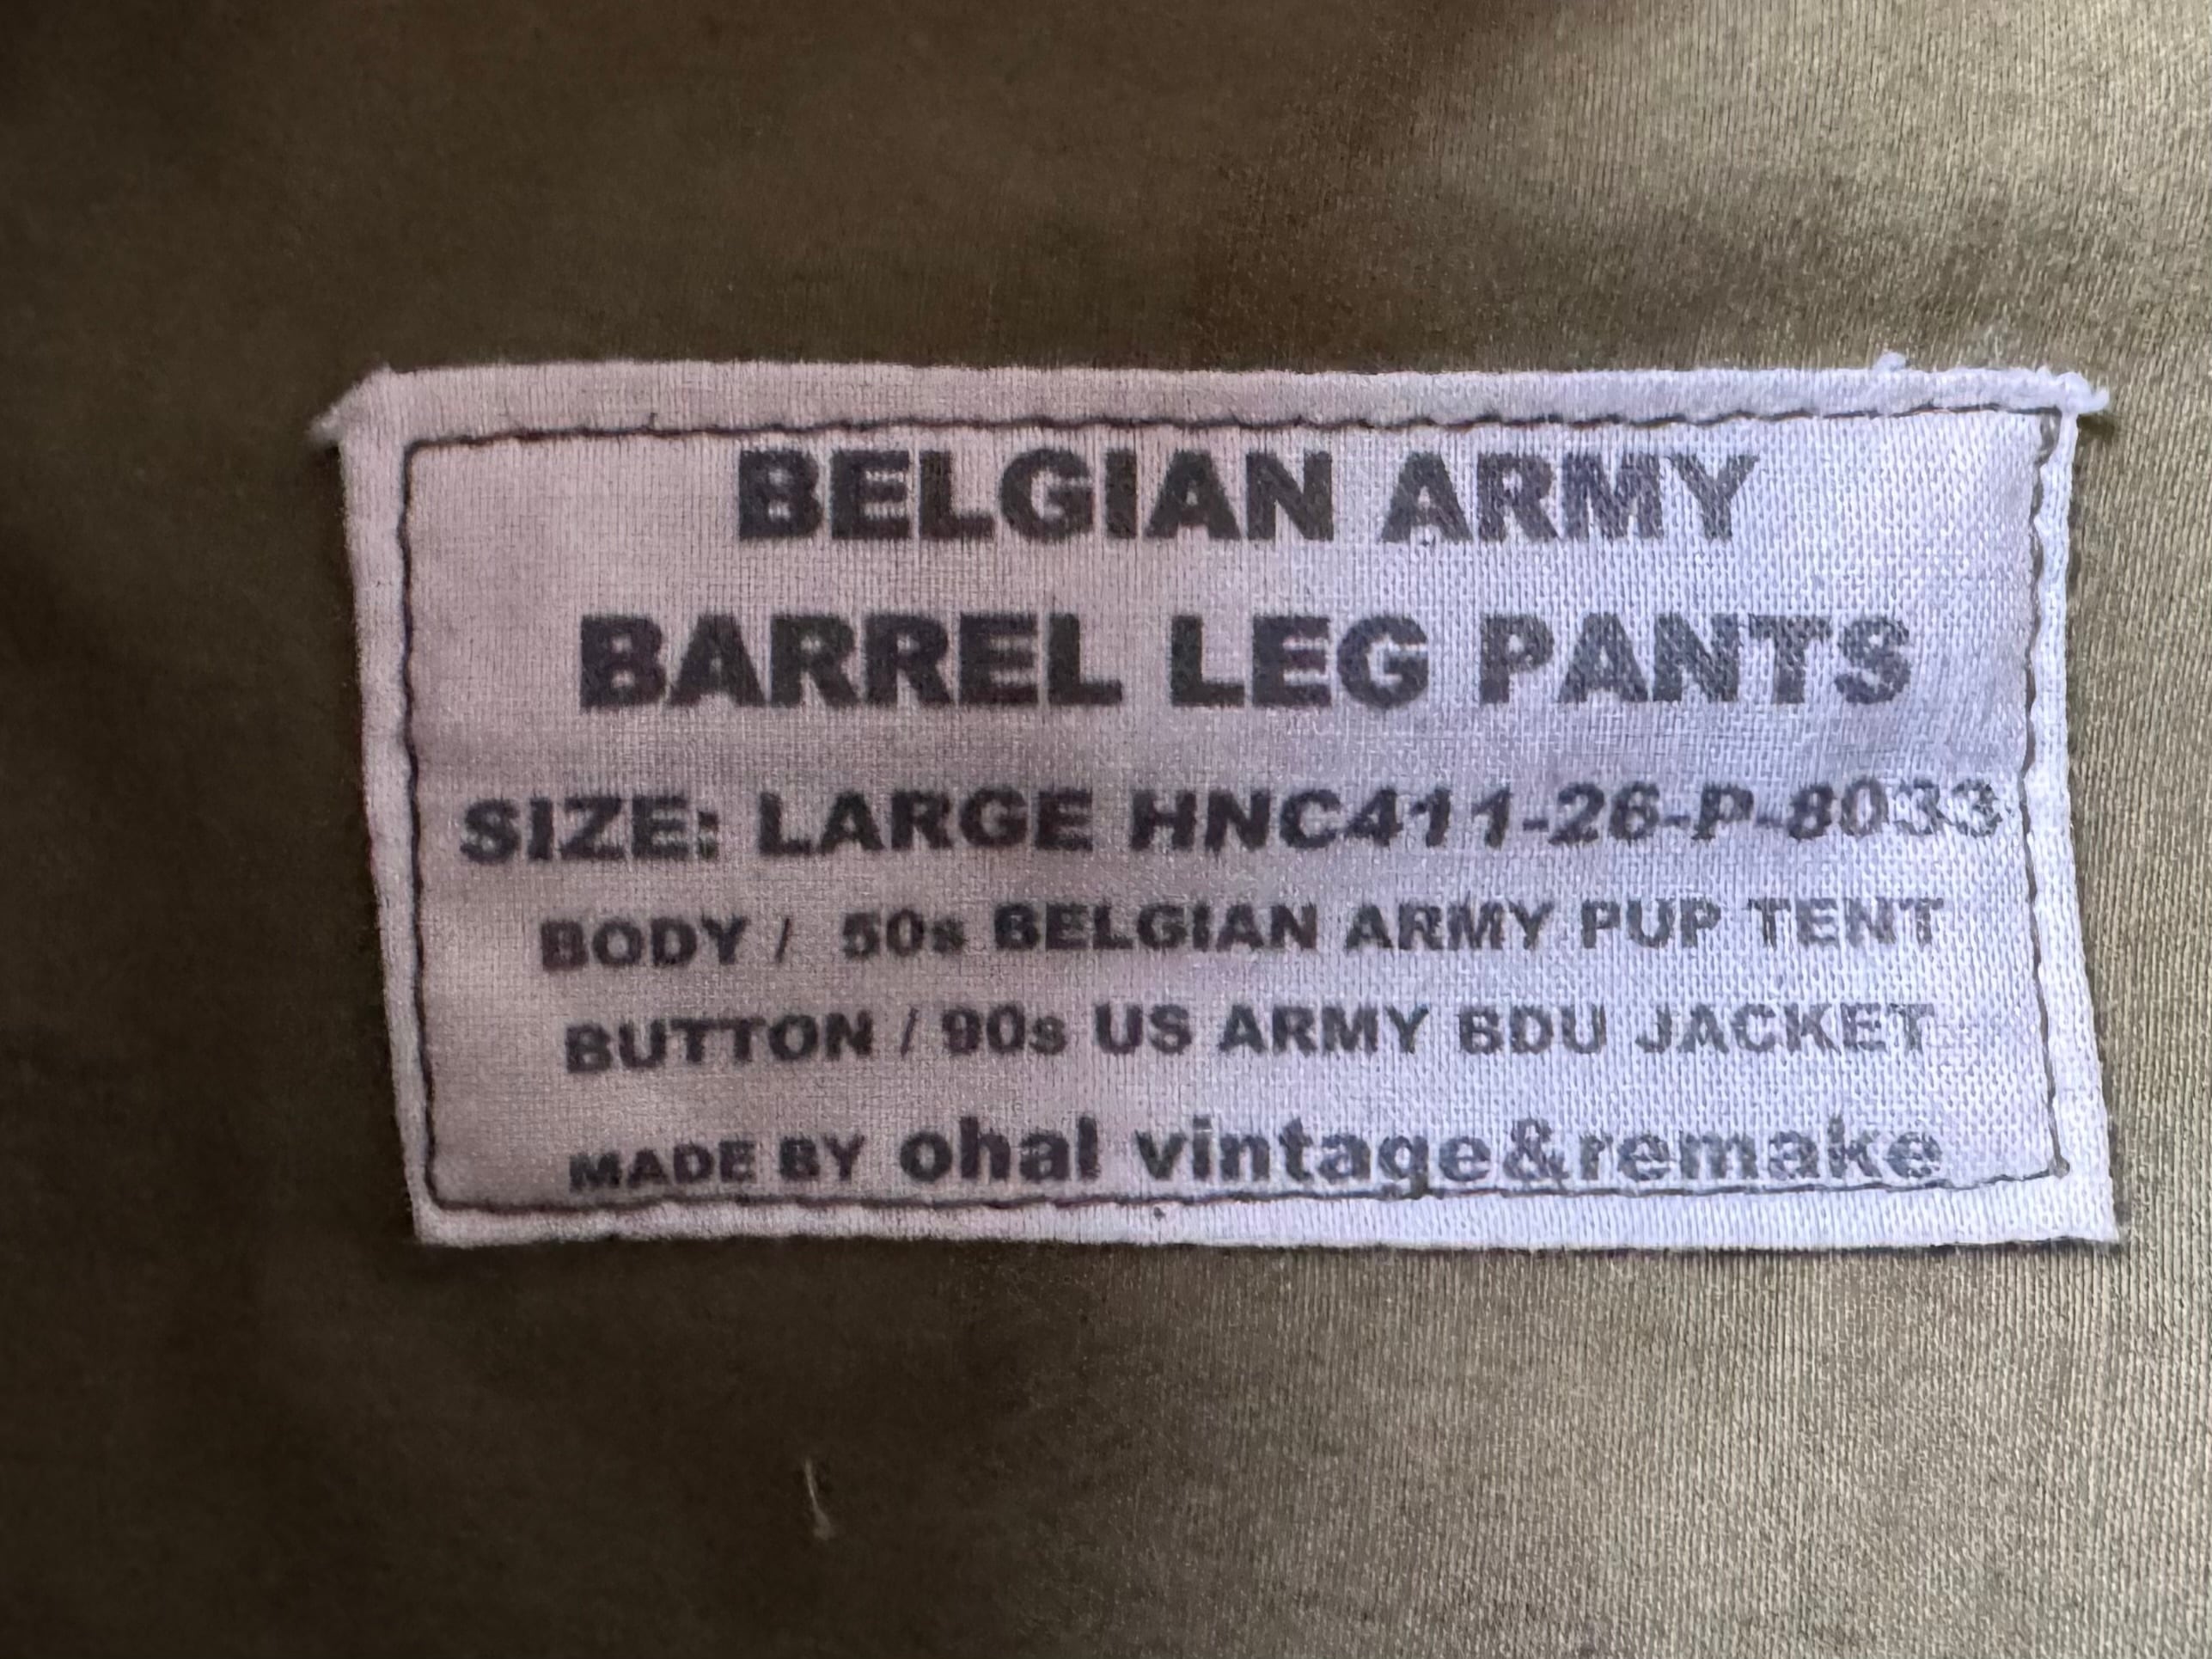 BELGIAN ARMY
BARREL LEG PANTS
SIZE: LARGE HNC411-26-P-8033
BODY / 50s BELGIAN ARMY PUP TENT
BUTTON / 90s US ARMY BDU JACKET
MADE BY ohal vintage&remake